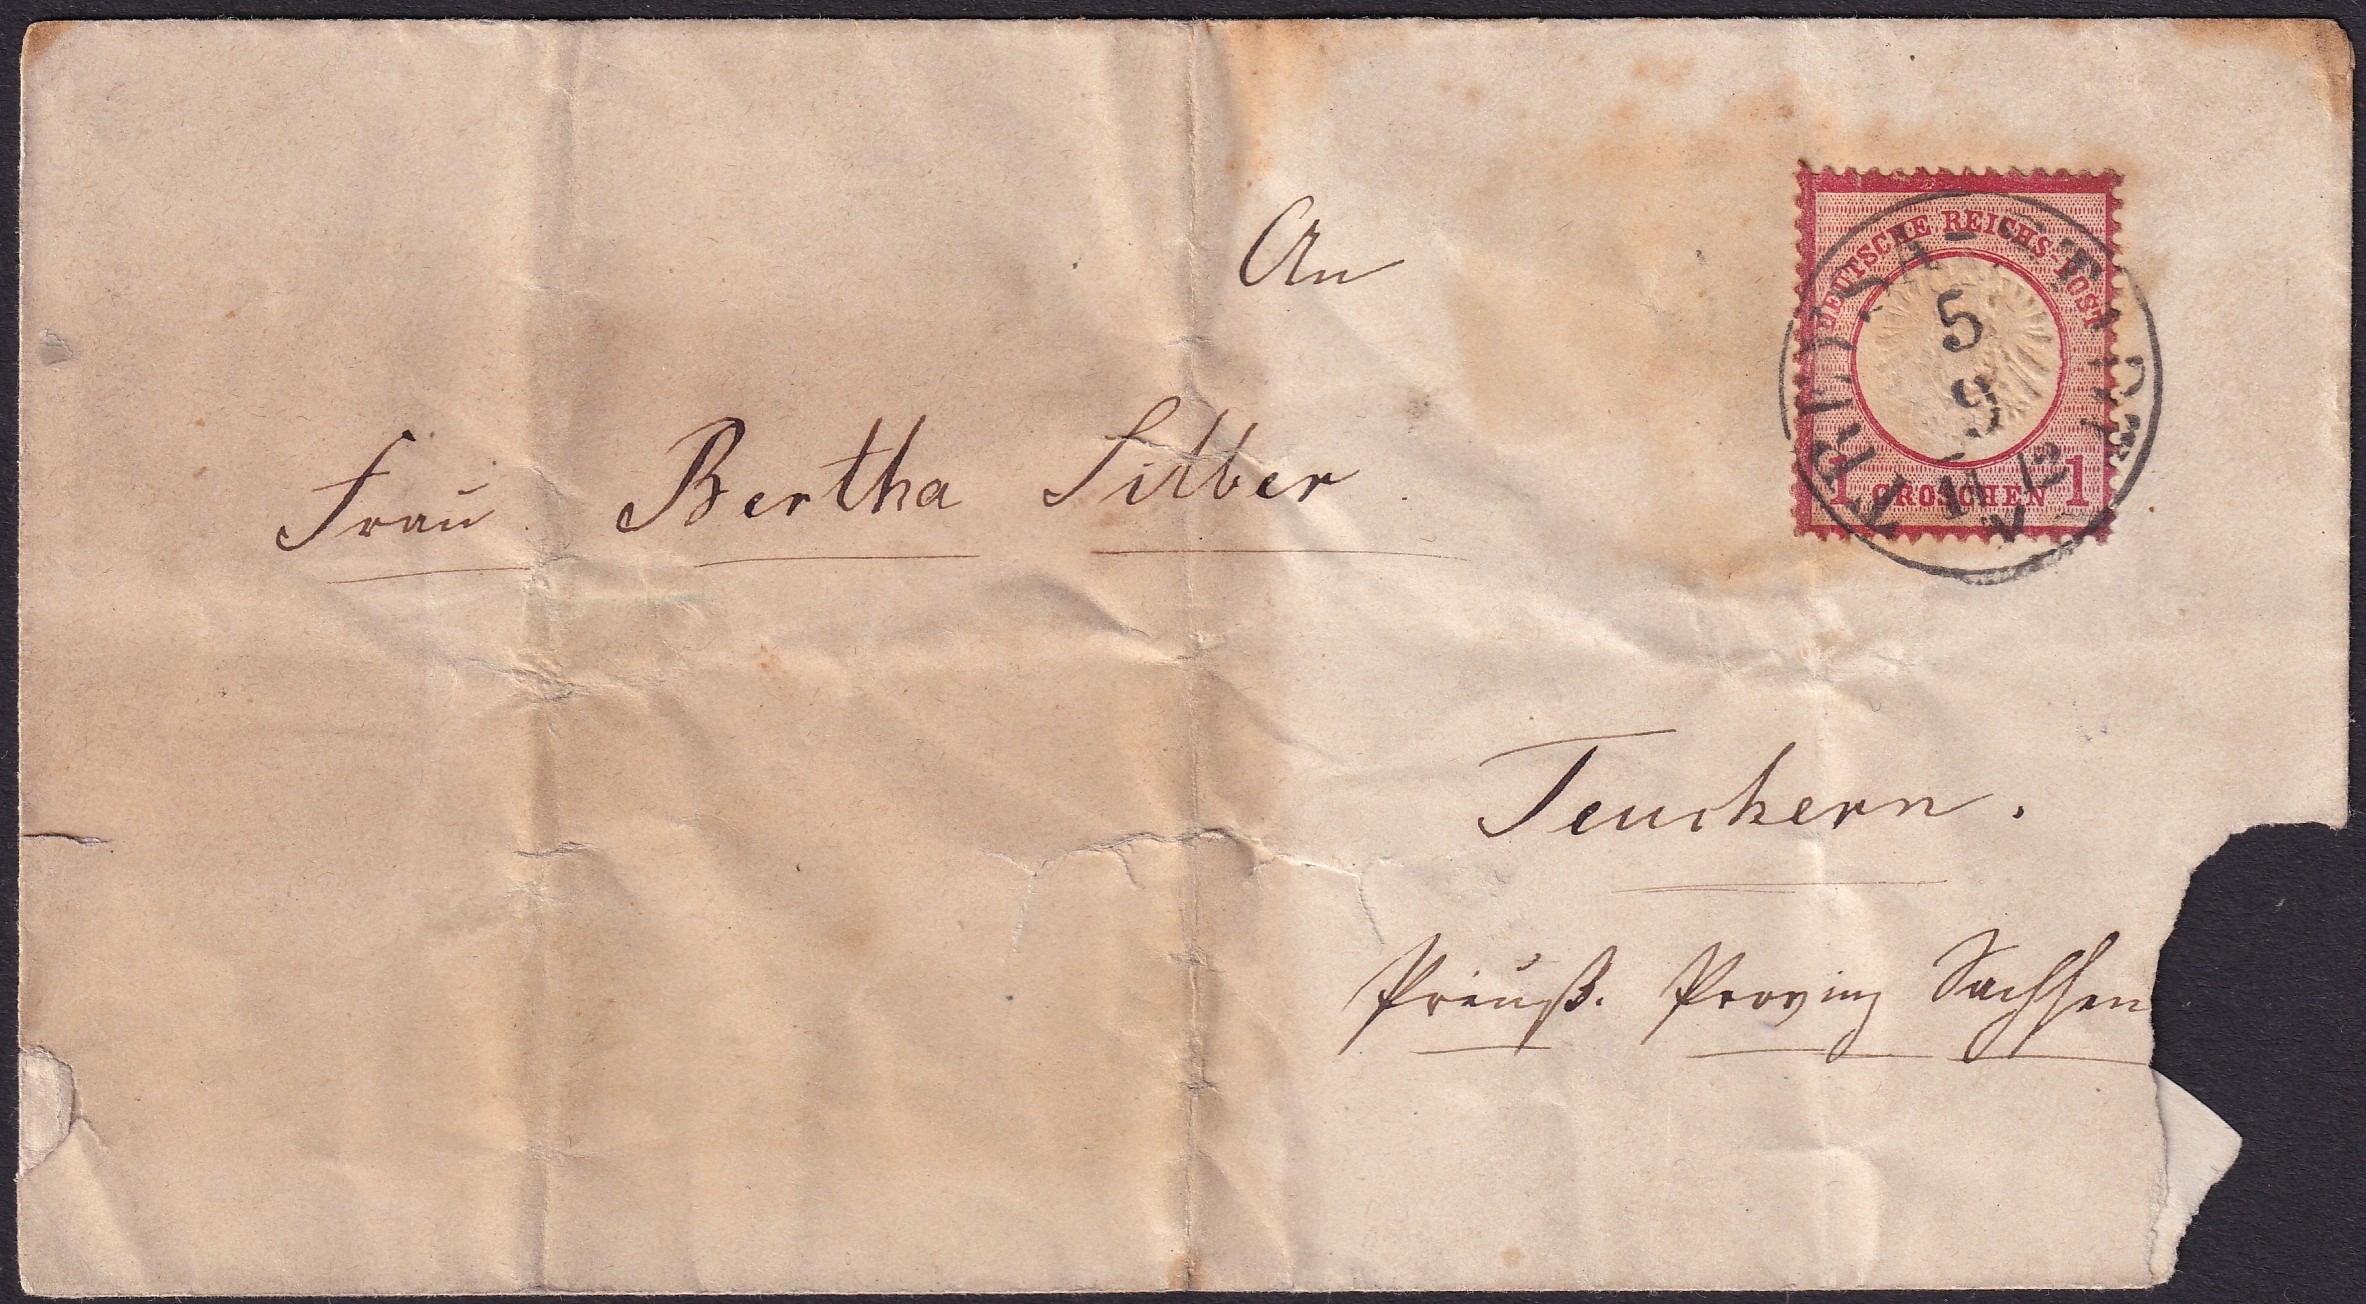 An
DEUTSCHE REICHS-POST
5
9
1 GROSCHEN 1
Frau Bertha Silber
Teuchern.
Preuß. Provinz Sachsen